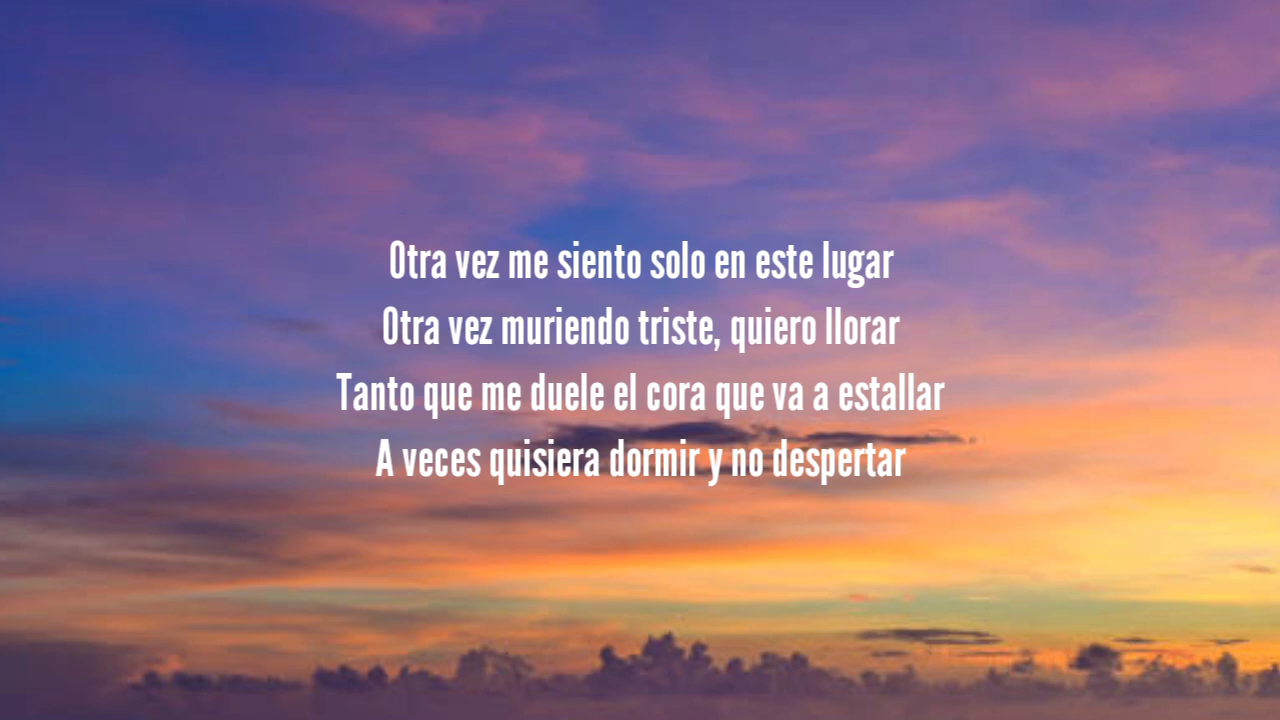 Otra vez me siento solo en este lugar
Otra vez muriendo triste, quiero llorar
Tanto que me duele el cora que va a estallar
A veces quisiera dormir y no despertar